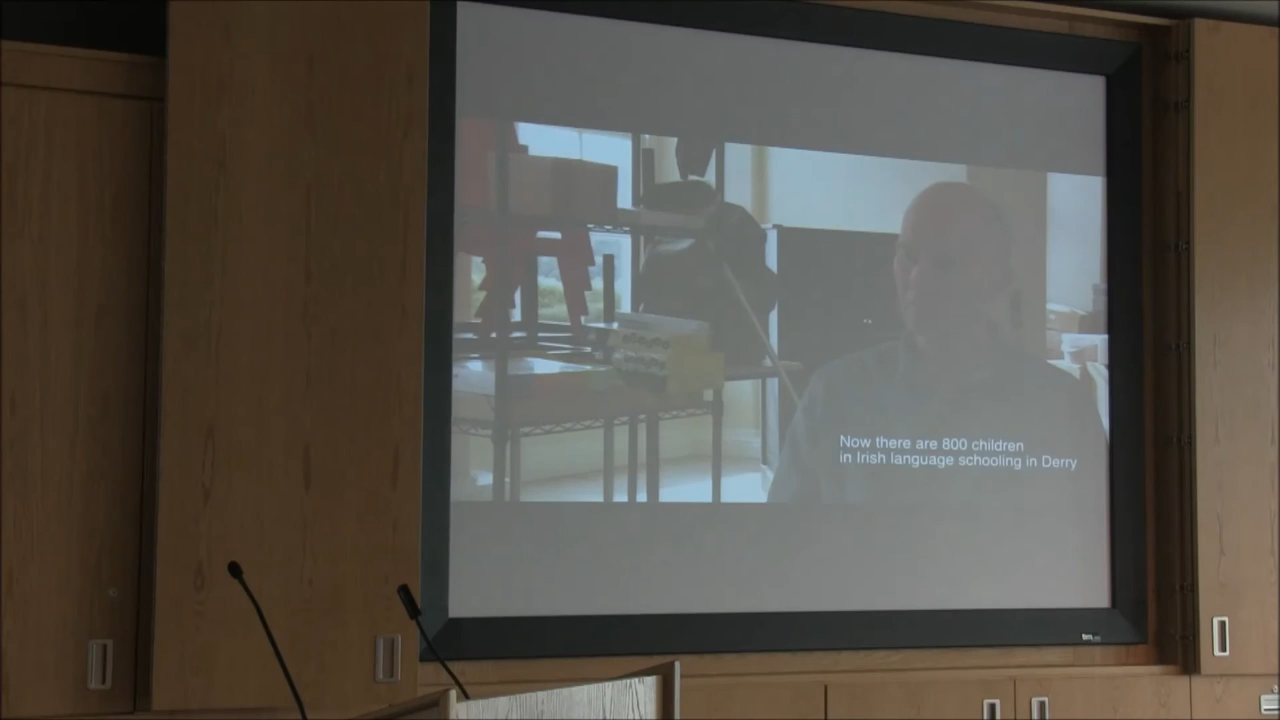 Now there are 800 children
in Irish language schooling in Derry